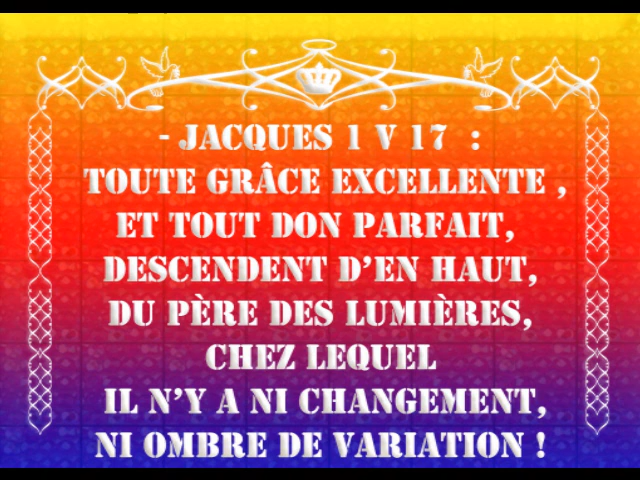 - JACQUES 1 V 17 :
TOUTE GRÂCE EXCELLENTE ,
ET TOUT DON PARFAIT,
DESCENDENT D'EN HAUT,
DU PÈRE DES LUMIÈRES,
CHEZ LEQUEL
IL N'Y A NI CHANGEMENT,
NI OMBRE DE VARIATION !